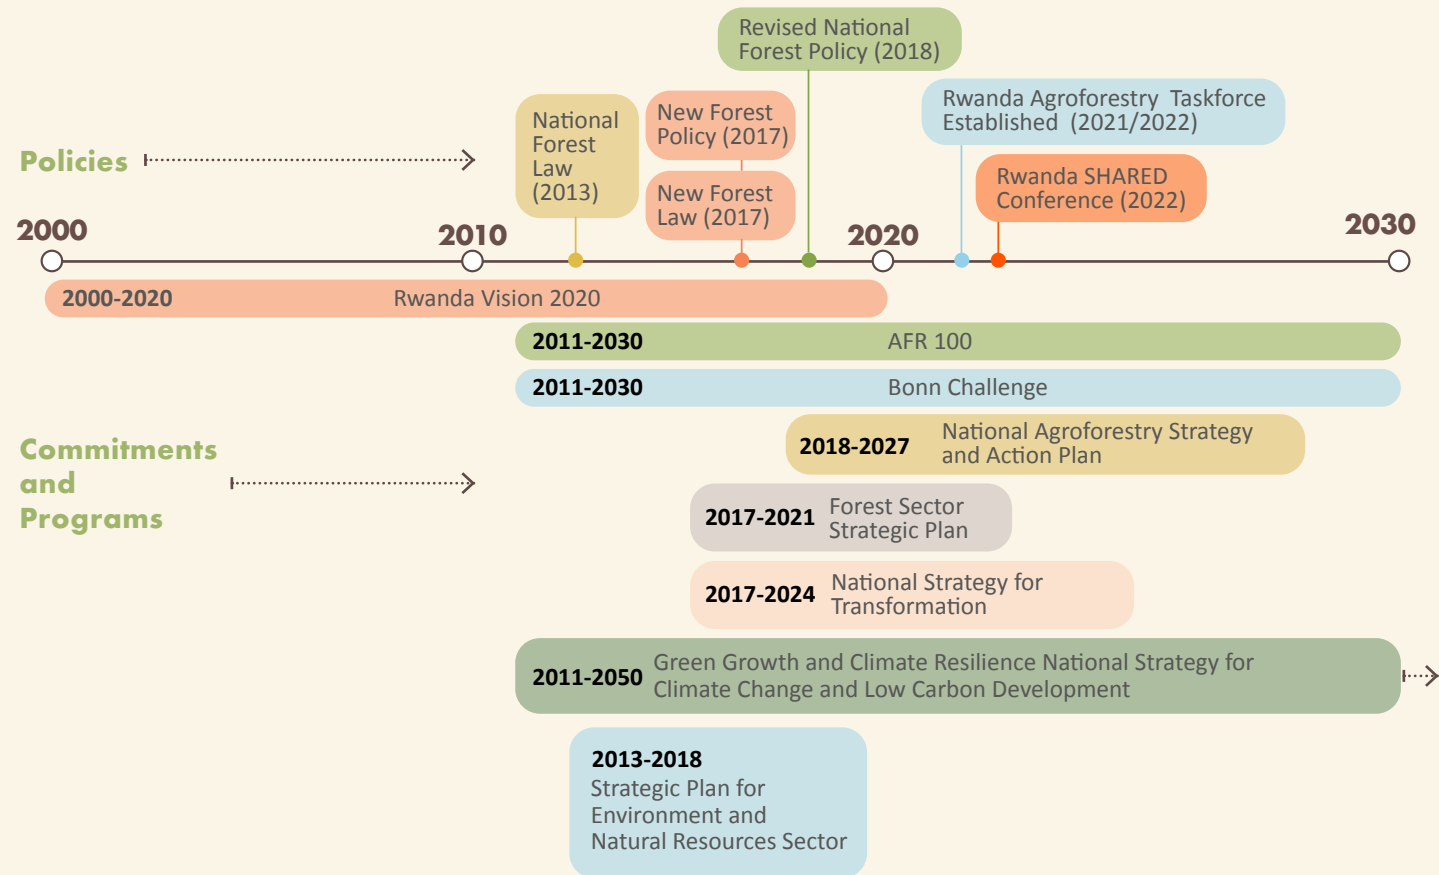 Revised National
Forest Policy (2018)
National
Forest
Law
(2013)
New Forest
Policy (2017)
New Forest
Law (2017)
Rwanda Agroforestry Taskforce
Established (2021/2022)
Rwanda SHARED
Conference (2022)
Policies
2000
2010
2020
2030
2000-2020 Rwanda Vision 2020
2011-2030 AFR 100
2011-2030 Bonn Challenge
Commitments
and
Programs
2018-2027 National Agroforestry Strategy
and Action Plan
2017-2021 Forest Sector
Strategic Plan
2017-2024 National Strategy for
Transformation
2011-2050 Green Growth and Climate Resilience National Strategy for
Climate Change and Low Carbon Development
2013-2018
Strategic Plan for
Environment and
Natural Resources Sector